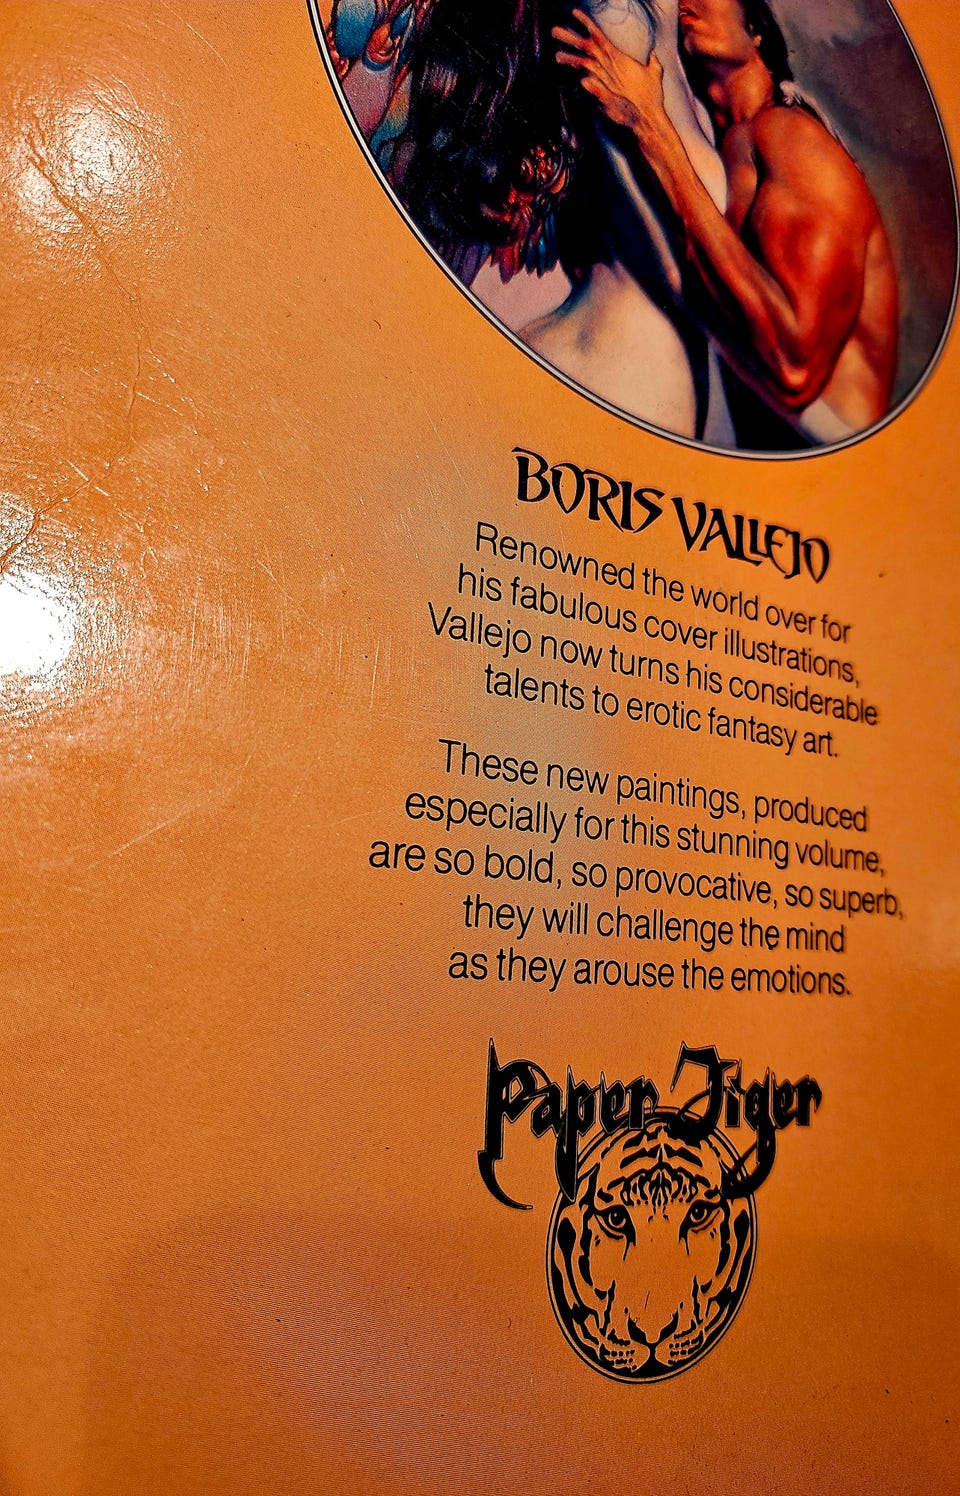 BORIS VALLEJO
Renowned the world over for
his fabulous cover illustrations,
Vallejo now turns his considerable
talents to erotic fantasy art.
These new paintings, produced
especially for this stunning volume,
are so bold, so provocative, so superb,
they will challenge the mind
as they arouse the emotions.
Paper Tiger